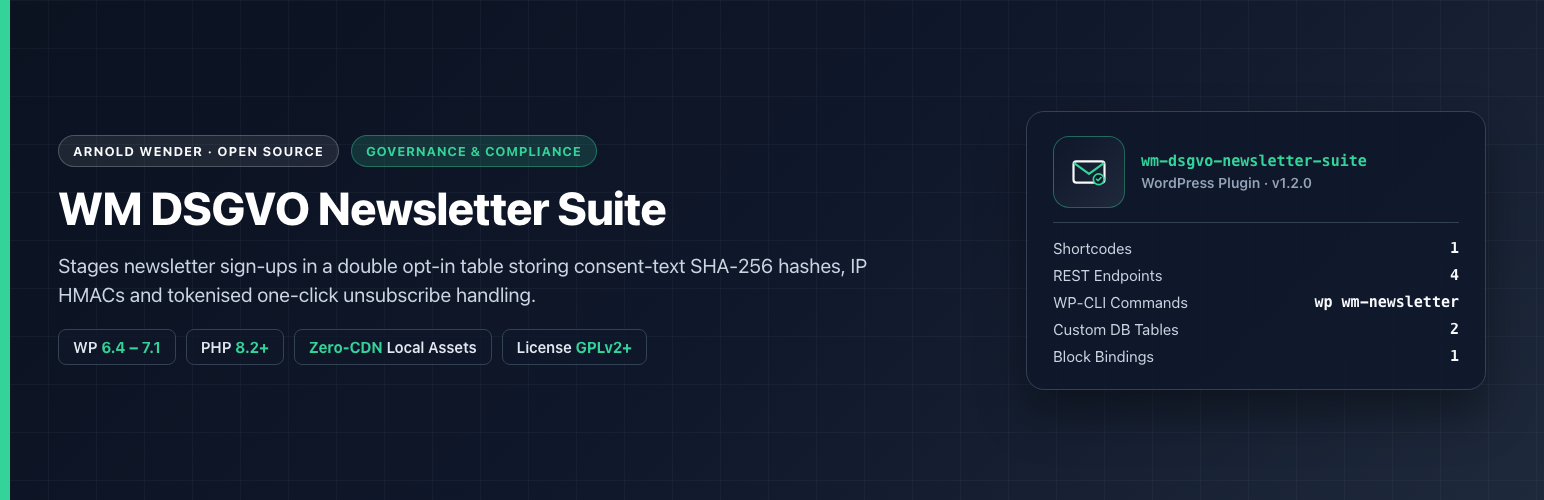 ARNOLD WENDER · OPEN SOURCE
GOVERNANCE & COMPLIANCE
WM DSGVO Newsletter Suite
Stages newsletter sign-ups in a double opt-in table storing consent-text SHA-256 hashes, IP
HMACs and tokenised one-click unsubscribe handling.
WP 6.4 – 7.1
PHP 8.2+
Zero-CDN Local Assets
License GPLv2+
wm-dsgvo-newsletter-suite
WordPress Plugin · v1.2.0
Shortcodes 1
REST Endpoints 4
WP-CLI Commands wp wm-newsletter
Custom DB Tables 2
Block Bindings 1